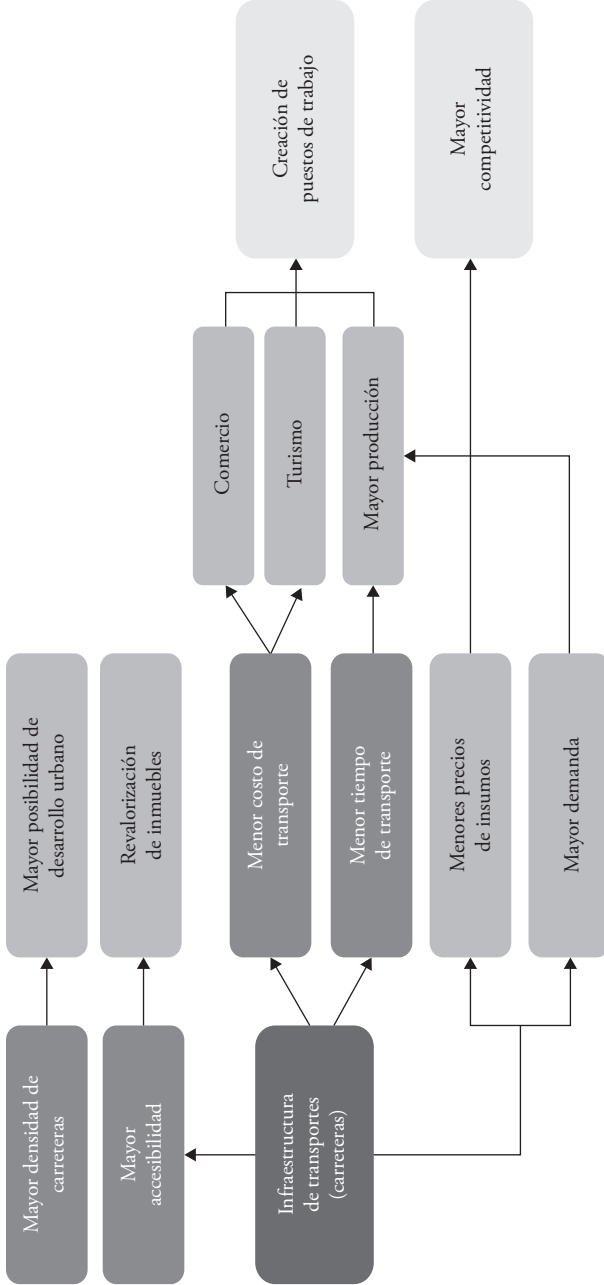 Mayor densidad de
carreteras
Mayor
accesibilidad
Infraestructura
de transportes
(carreteras)
Mayor posibilidad de
desarrollo urbano
Revalorización
de inmuebles
Menor costo de
transporte
Menor tiempo
de transporte
Menores precios
de insumos
Mayor demanda
Comercio
Turismo
Mayor producción
Creación de
puestos de trabajo
Mayor
competitividad